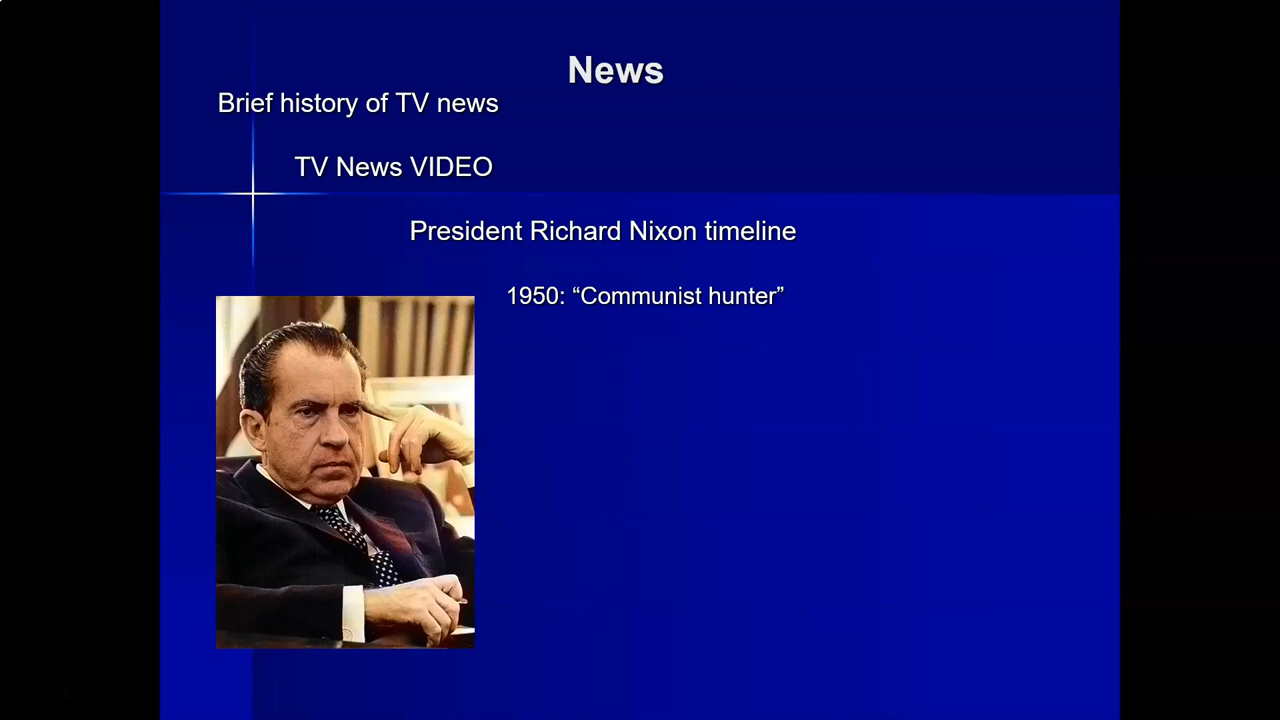 News
Brief history of TV news
TV News VIDEO
President Richard Nixon timeline
1950: “Communist hunter”